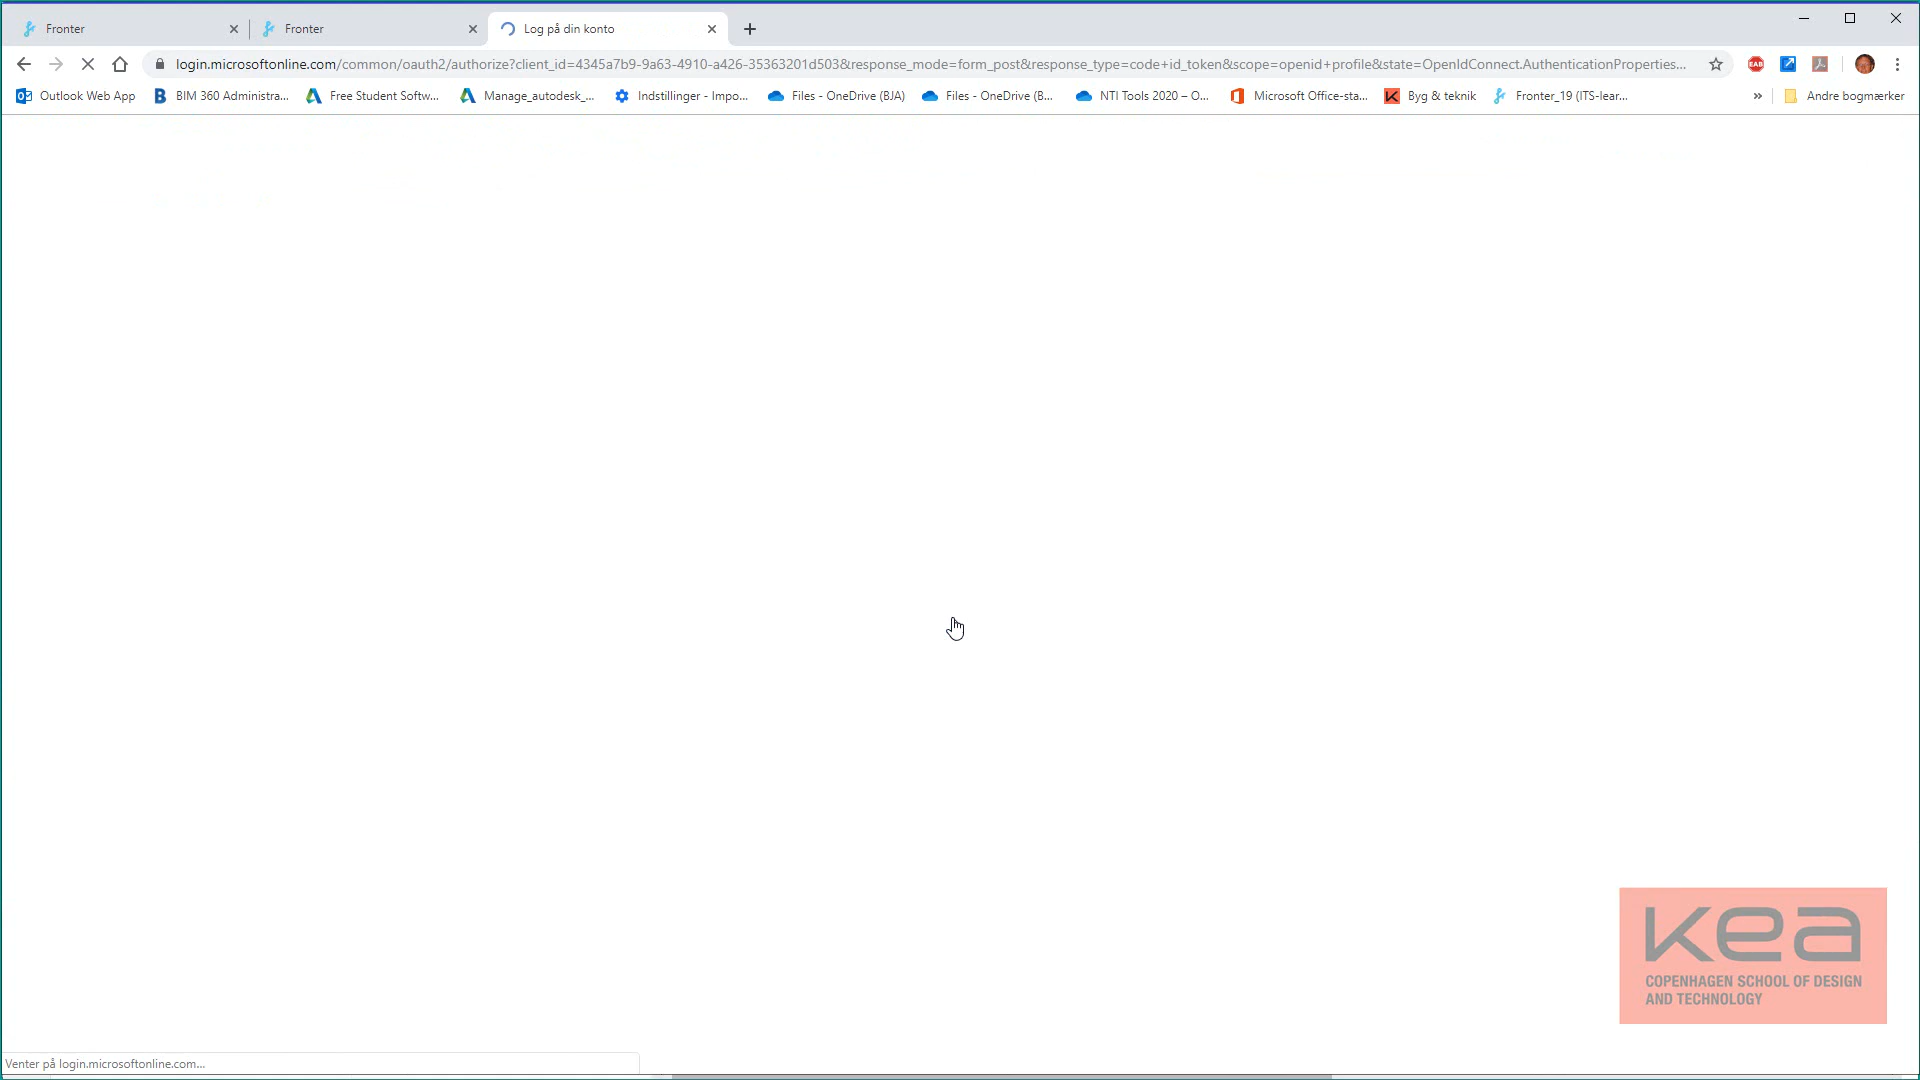 Fronter
Fronter
Log på din konto
login.microsoftonline.com/common/oauth2/authorize?client_id=4345a7b9-9a63-4910-a426-35363201d503&response_mode=form_post&response_type=code+id_token&scope=openid+profile&state=OpenIdConnect.AuthenticationProperties...
EAB
Outlook Web App
BIM 360 Administra...
Free Student Softw...
Manage_autodesk_...
Indstillinger - Impo...
Files - OneDrive (BJA)
Files - OneDrive (B...
NTI Tools 2020 – O...
Microsoft Office-sta...
Byg & teknik
Fronter_19 (ITS-lear...
»
Andre bogmærker
kea
COPENHAGEN SCHOOL OF DESIGN
AND TECHNOLOGY
Venter på login.microsoftonline.com...